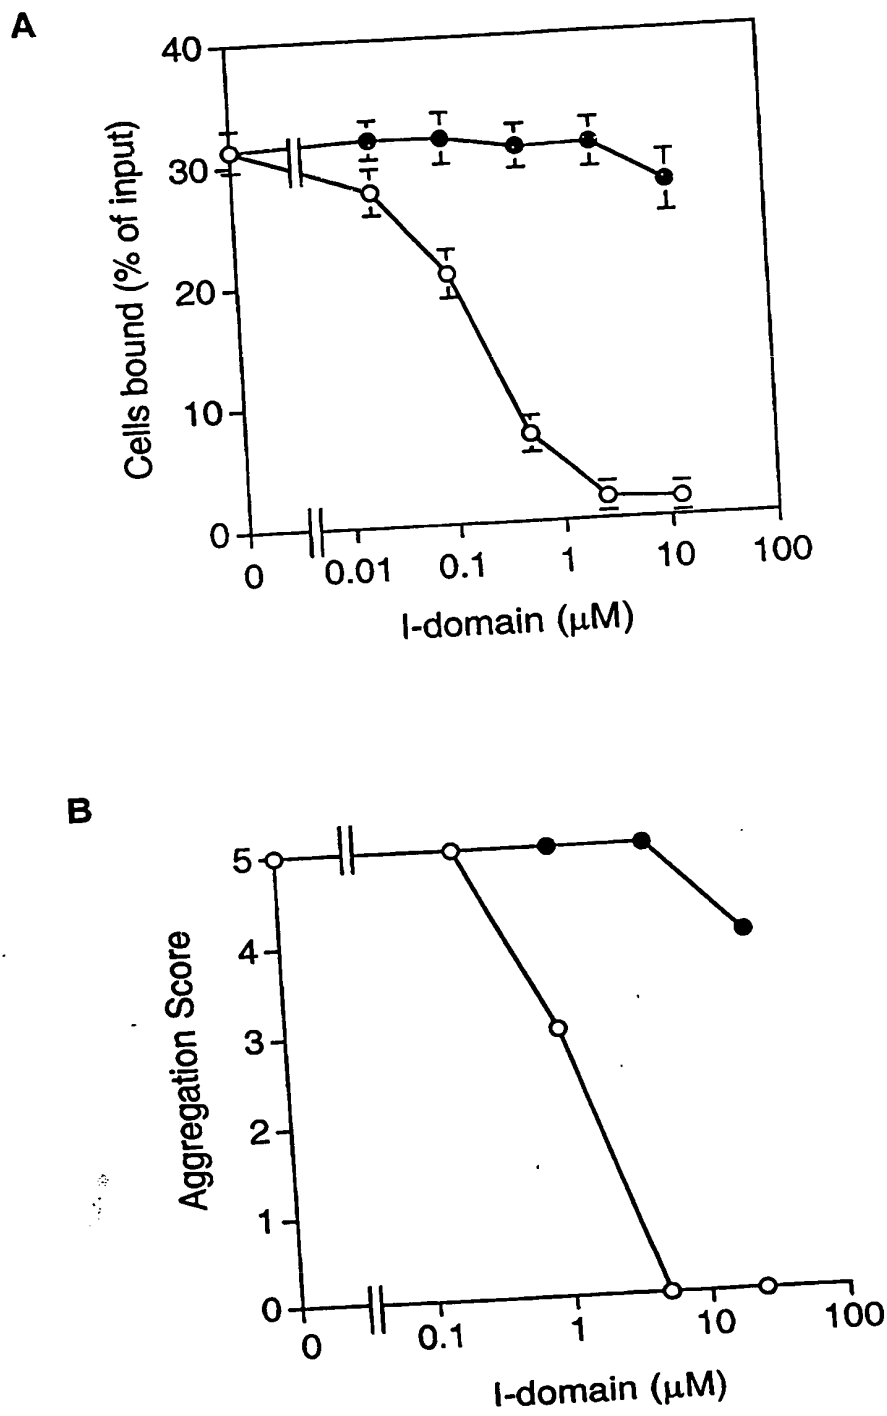 A
40
30
20
10
0
Cells bound (% of input)
0 0.01 0.1 1 10 100
I-domain (μM)
B
5
4
3
2
1
0
Aggregation Score
0 0.1 1 10 100
I-domain (μM)